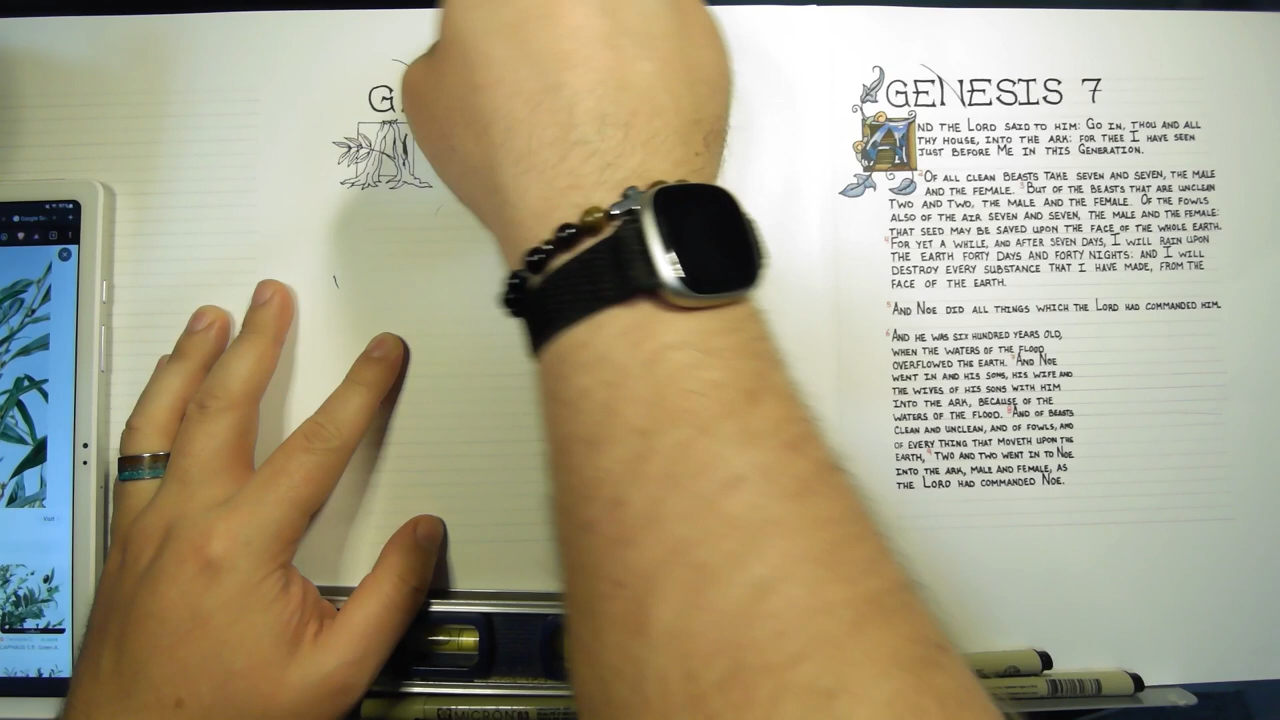 G
Visit
GENESIS 7
AND THE LORD SAID TO HIM: GO IN, THOU AND ALL
THY HOUSE, INTO THE ARK: FOR THEE I HAVE SEEN
JUST BEFORE ME IN THIS GENERATION.
2 OF ALL CLEAN BEASTS TAKE SEVEN AND SEVEN, THE MALE
AND THE FEMALE. 3 BUT OF THE BEASTS THAT ARE UNCLEAN
TWO AND TWO, THE MALE AND THE FEMALE. OF THE FOWLS
ALSO OF THE AIR SEVEN AND SEVEN, THE MALE AND THE FEMALE:
THAT SEED MAY BE SAVED UPON THE FACE OF THE WHOLE EARTH.
4 FOR YET A WHILE, AND AFTER SEVEN DAYS, I WILL RAIN UPON
THE EARTH FORTY DAYS AND FORTY NIGHTS: AND I WILL
DESTROY EVERY SUBSTANCE THAT I HAVE MADE, FROM THE
FACE OF THE EARTH.
5 AND NOE DID ALL THINGS WHICH THE LORD HAD COMMANDED HIM.
6 AND HE WAS SIX HUNDRED YEARS OLD,
WHEN THE WATERS OF THE FLOOD
OVERFLOWED THE EARTH. 7 AND NOE
WENT IN AND HIS SONS, HIS WIFE AND
THE WIVES OF HIS SONS WITH HIM
INTO THE ARK, BECAUSE OF THE
WATERS OF THE FLOOD. 8 AND OF BEASTS
CLEAN AND UNCLEAN, AND OF FOWLS, AND
OF EVERY THING THAT MOVETH UPON THE
EARTH, 9 TWO AND TWO WENT IN TO NOE
INTO THE ARK, MALE AND FEMALE, AS
THE LORD HAD COMMANDED NOE.
MICRON